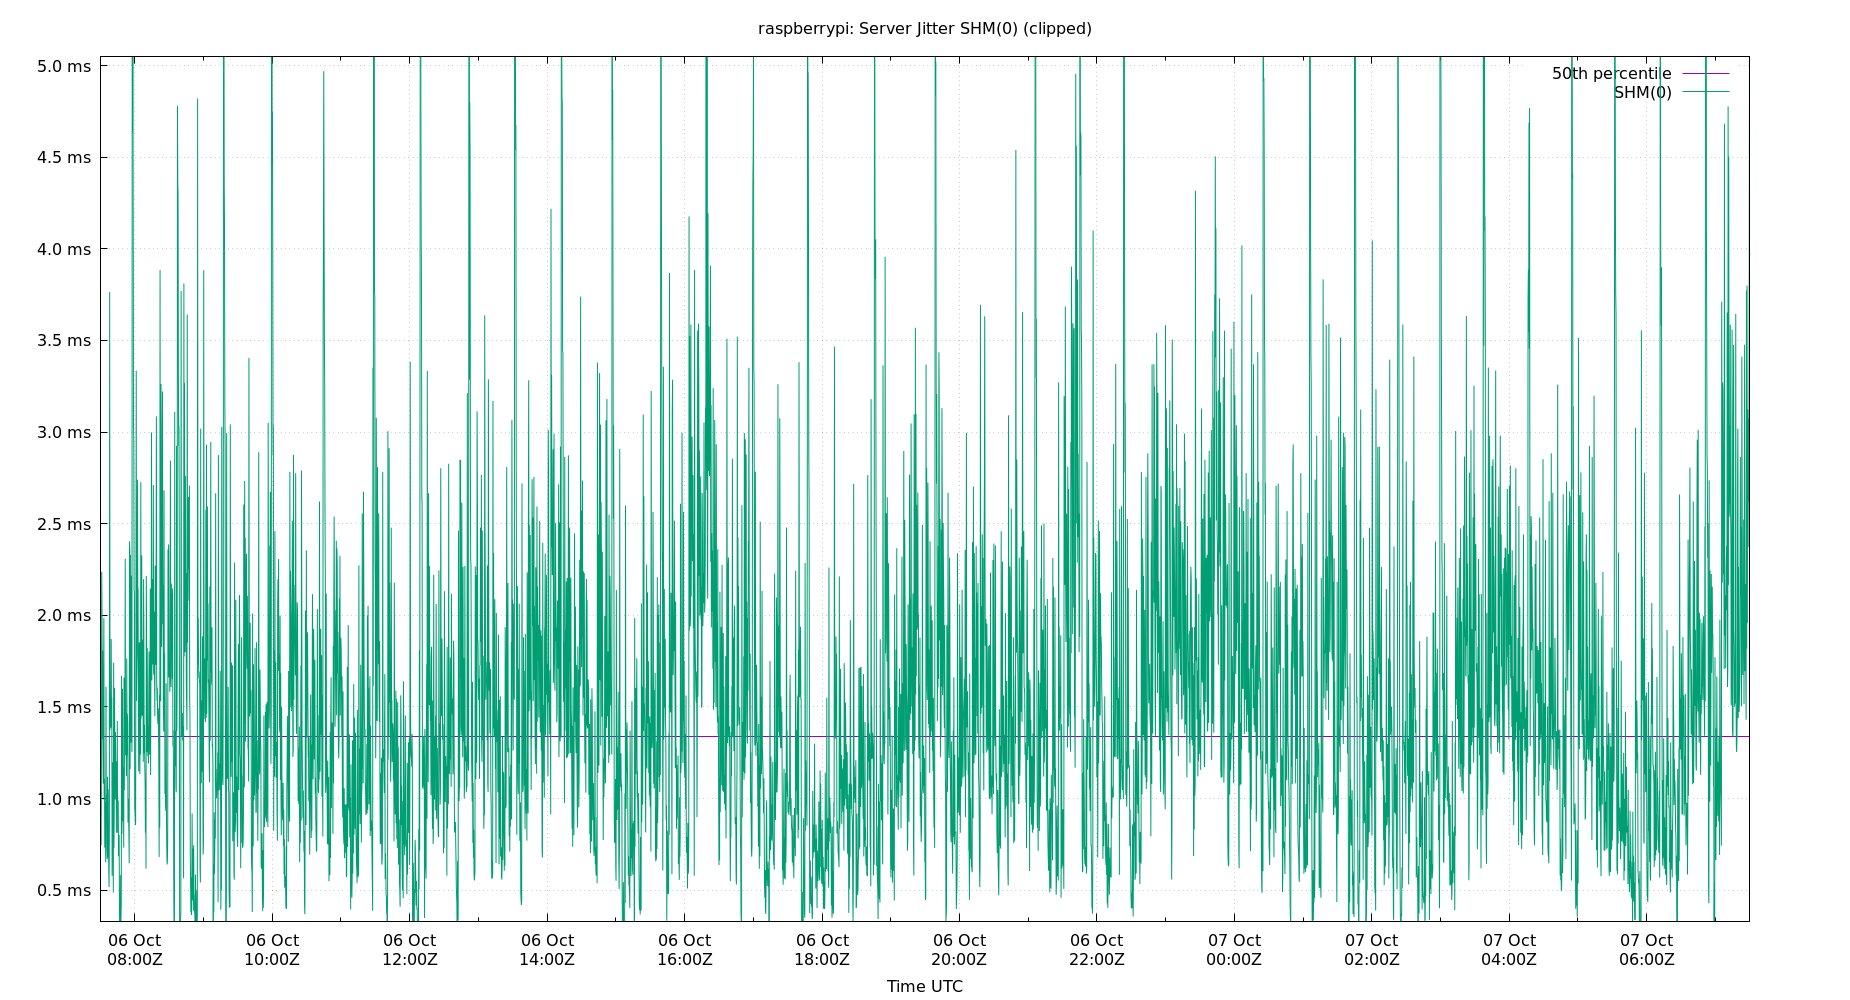 raspberrypi: Server Jitter SHM(0) (clipped)
50th percentile
SHM(0)
5.0 ms
4.5 ms
4.0 ms
3.5 ms
3.0 ms
2.5 ms
2.0 ms
1.5 ms
1.0 ms
0.5 ms
06 Oct 06 Oct 06 Oct 06 Oct 06 Oct 06 Oct 06 Oct 06 Oct 07 Oct 07 Oct 07 Oct 07 Oct
08:00Z 10:00Z 12:00Z 14:00Z 16:00Z 18:00Z 20:00Z 22:00Z 00:00Z 02:00Z 04:00Z 06:00Z
Time UTC